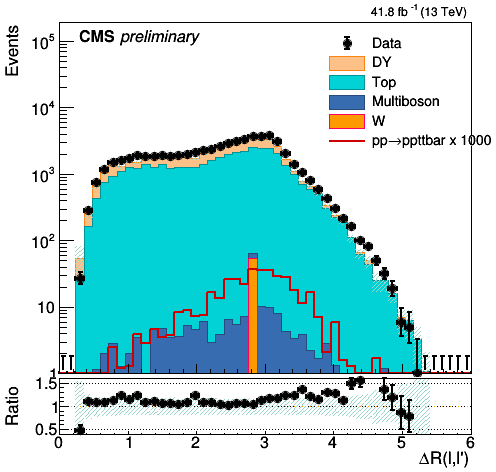 41.8 fb⁻¹ (13 TeV)
CMS preliminary
Events
Data
DY
Top
Multiboson
W
pp→ppttbar x 1000
10⁵
10⁴
10³
10²
10
1
Ratio
1.5
1
0.5
0 1 2 3 4 5 6
ΔR(l,l')